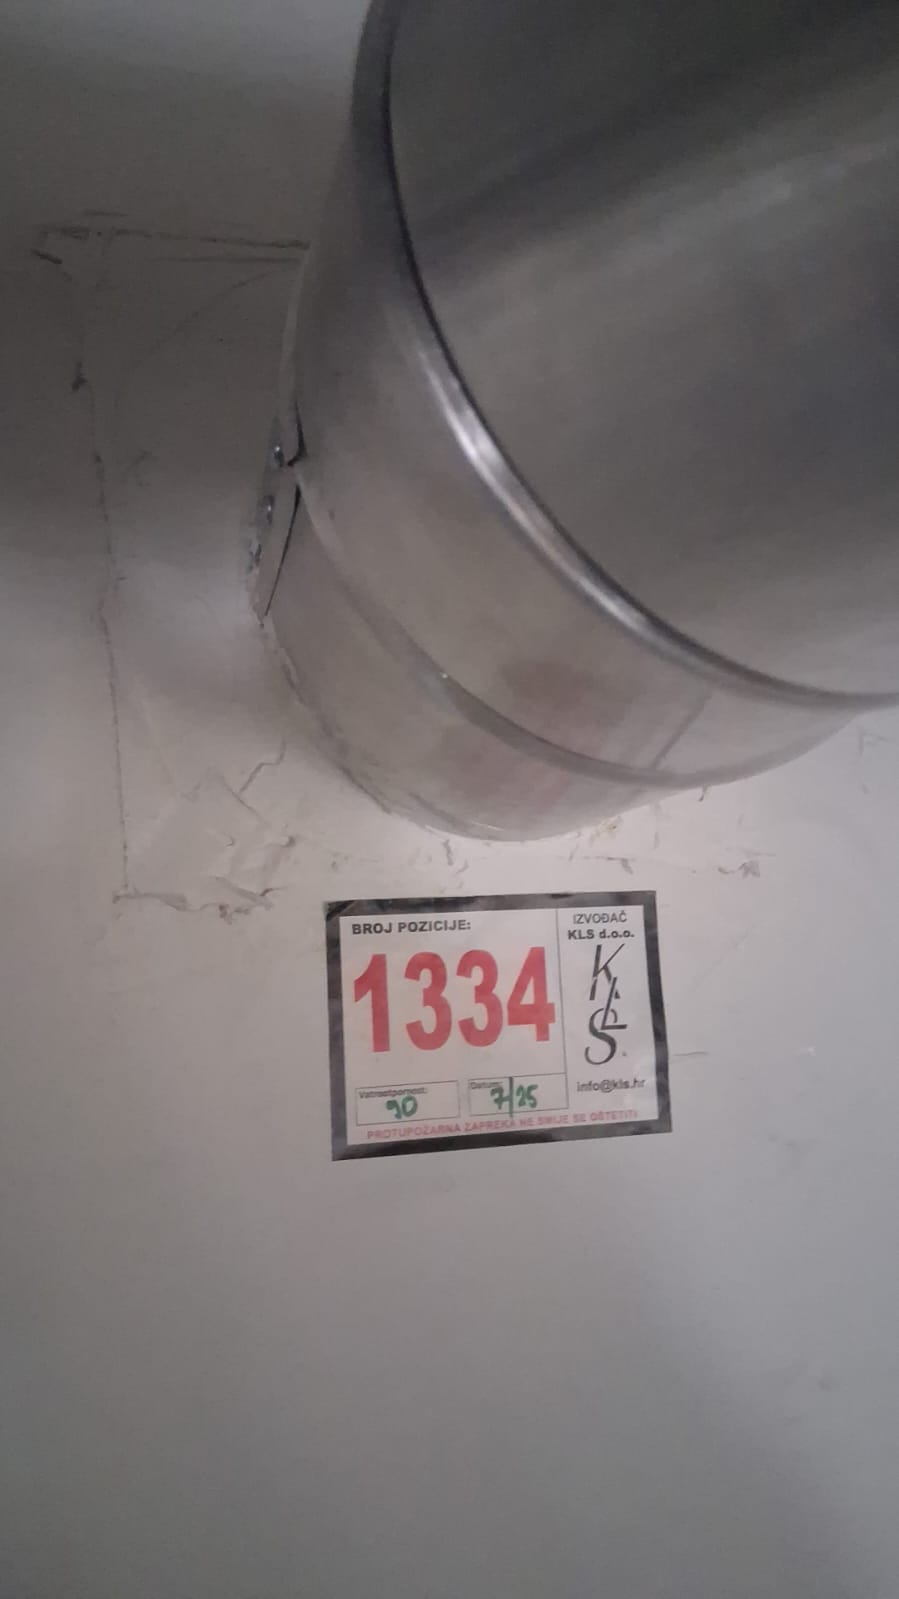 BROJ POZICIJE:
1334
IZVOĐAČ
KLS d.o.o.
KLS
info@kls.hr
Vatrootpornost:
90
Datum:
7/25
PROTUPOŽARNA ZAPREKA NE SMIJE SE OŠTETITI